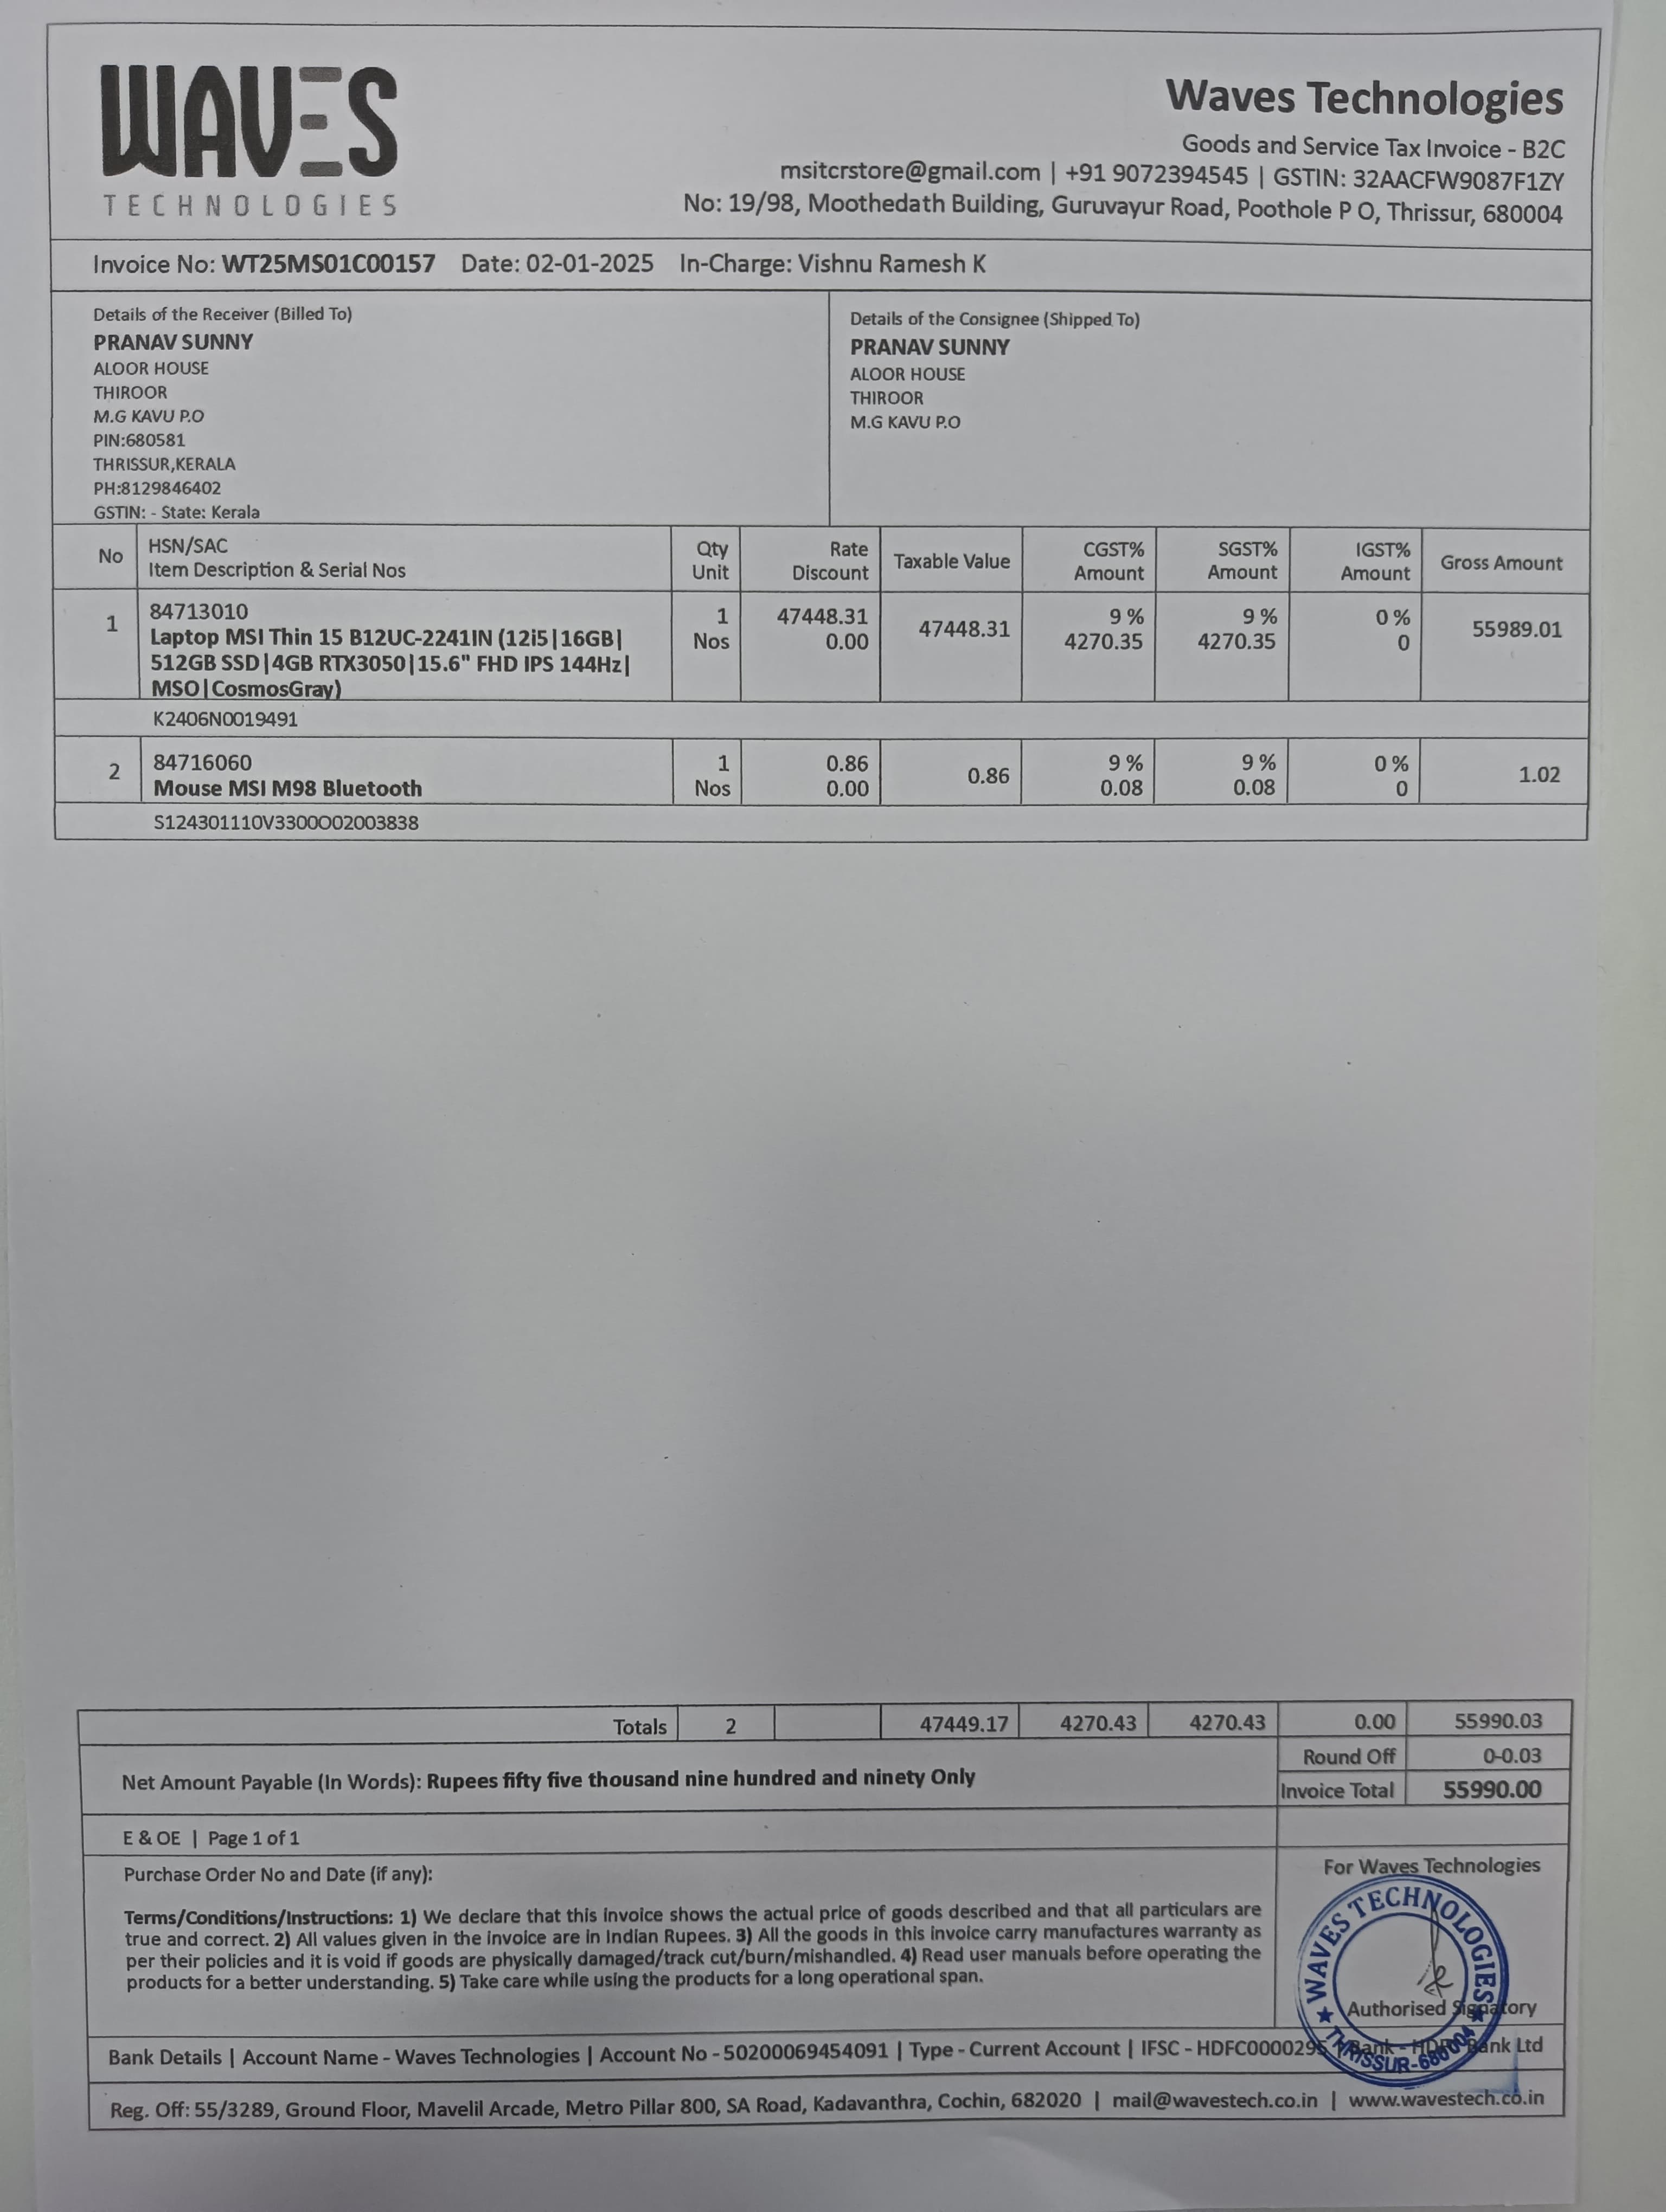 WAVES
TECHNOLOGIES
Waves Technologies
Goods and Service Tax Invoice - B2C
msitcrstore@gmail.com | +91 9072394545 | GSTIN: 32AACFW9087F1ZY
No: 19/98, Moothedath Building, Guruvayur Road, Poothole P O, Thrissur, 680004
Invoice No: WT25MS01C00157 Date: 02-01-2025 In-Charge: Vishnu Ramesh K
Details of the Receiver (Billed To)
PRANAV SUNNY
ALOOR HOUSE
THIROOR
M.G KAVU P.O
PIN:680581
THRISSUR,KERALA
PH:8129846402
GSTIN: - State: Kerala
Details of the Consignee (Shipped To)
PRANAV SUNNY
ALOOR HOUSE
THIROOR
M.G KAVU P.O
No HSN/SAC Qty Rate Taxable Value CGST% SGST% IGST% Gross Amount
Item Description & Serial Nos Unit Discount Amount Amount Amount
1 84713010 1 47448.31 47448.31 9 % 9 % 0 % 55989.01
Laptop MSI Thin 15 B12UC-2241IN (12i5|16GB| Nos 0.00 4270.35 4270.35 0
512GB SSD|4GB RTX3050|15.6" FHD IPS 144Hz|
MSO|CosmosGray)
K2406N0019491
2 84716060 1 0.86 0.86 9 % 9 % 0 % 1.02
Mouse MSI M98 Bluetooth Nos 0.00 0.08 0.08 0
S124301110V3300O02003838
Totals 2 47449.17 4270.43 4270.43 0.00 55990.03
Round Off 0-0.03
Net Amount Payable (In Words): Rupees fifty five thousand nine hundred and ninety Only
Invoice Total 55990.00
E & OE | Page 1 of 1
Purchase Order No and Date (if any):
Terms/Conditions/Instructions: 1) We declare that this invoice shows the actual price of goods described and that all particulars are
true and correct. 2) All values given in the invoice are in Indian Rupees. 3) All the goods in this invoice carry manufactures warranty as
per their policies and it is void if goods are physically damaged/track cut/burn/mishandled. 4) Read user manuals before operating the
products for a better understanding. 5) Take care while using the products for a long operational span.
For Waves Technologies
WAVES TECHNOLOGIES
THRISSUR-680004
Authorised Signatory
Bank Details | Account Name - Waves Technologies | Account No - 50200069454091 | Type - Current Account | IFSC - HDFC0000295 | Bank - HDFC Bank Ltd
Reg. Off: 55/3289, Ground Floor, Mavelil Arcade, Metro Pillar 800, SA Road, Kadavanthra, Cochin, 682020 | mail@wavestech.co.in | www.wavestech.co.in